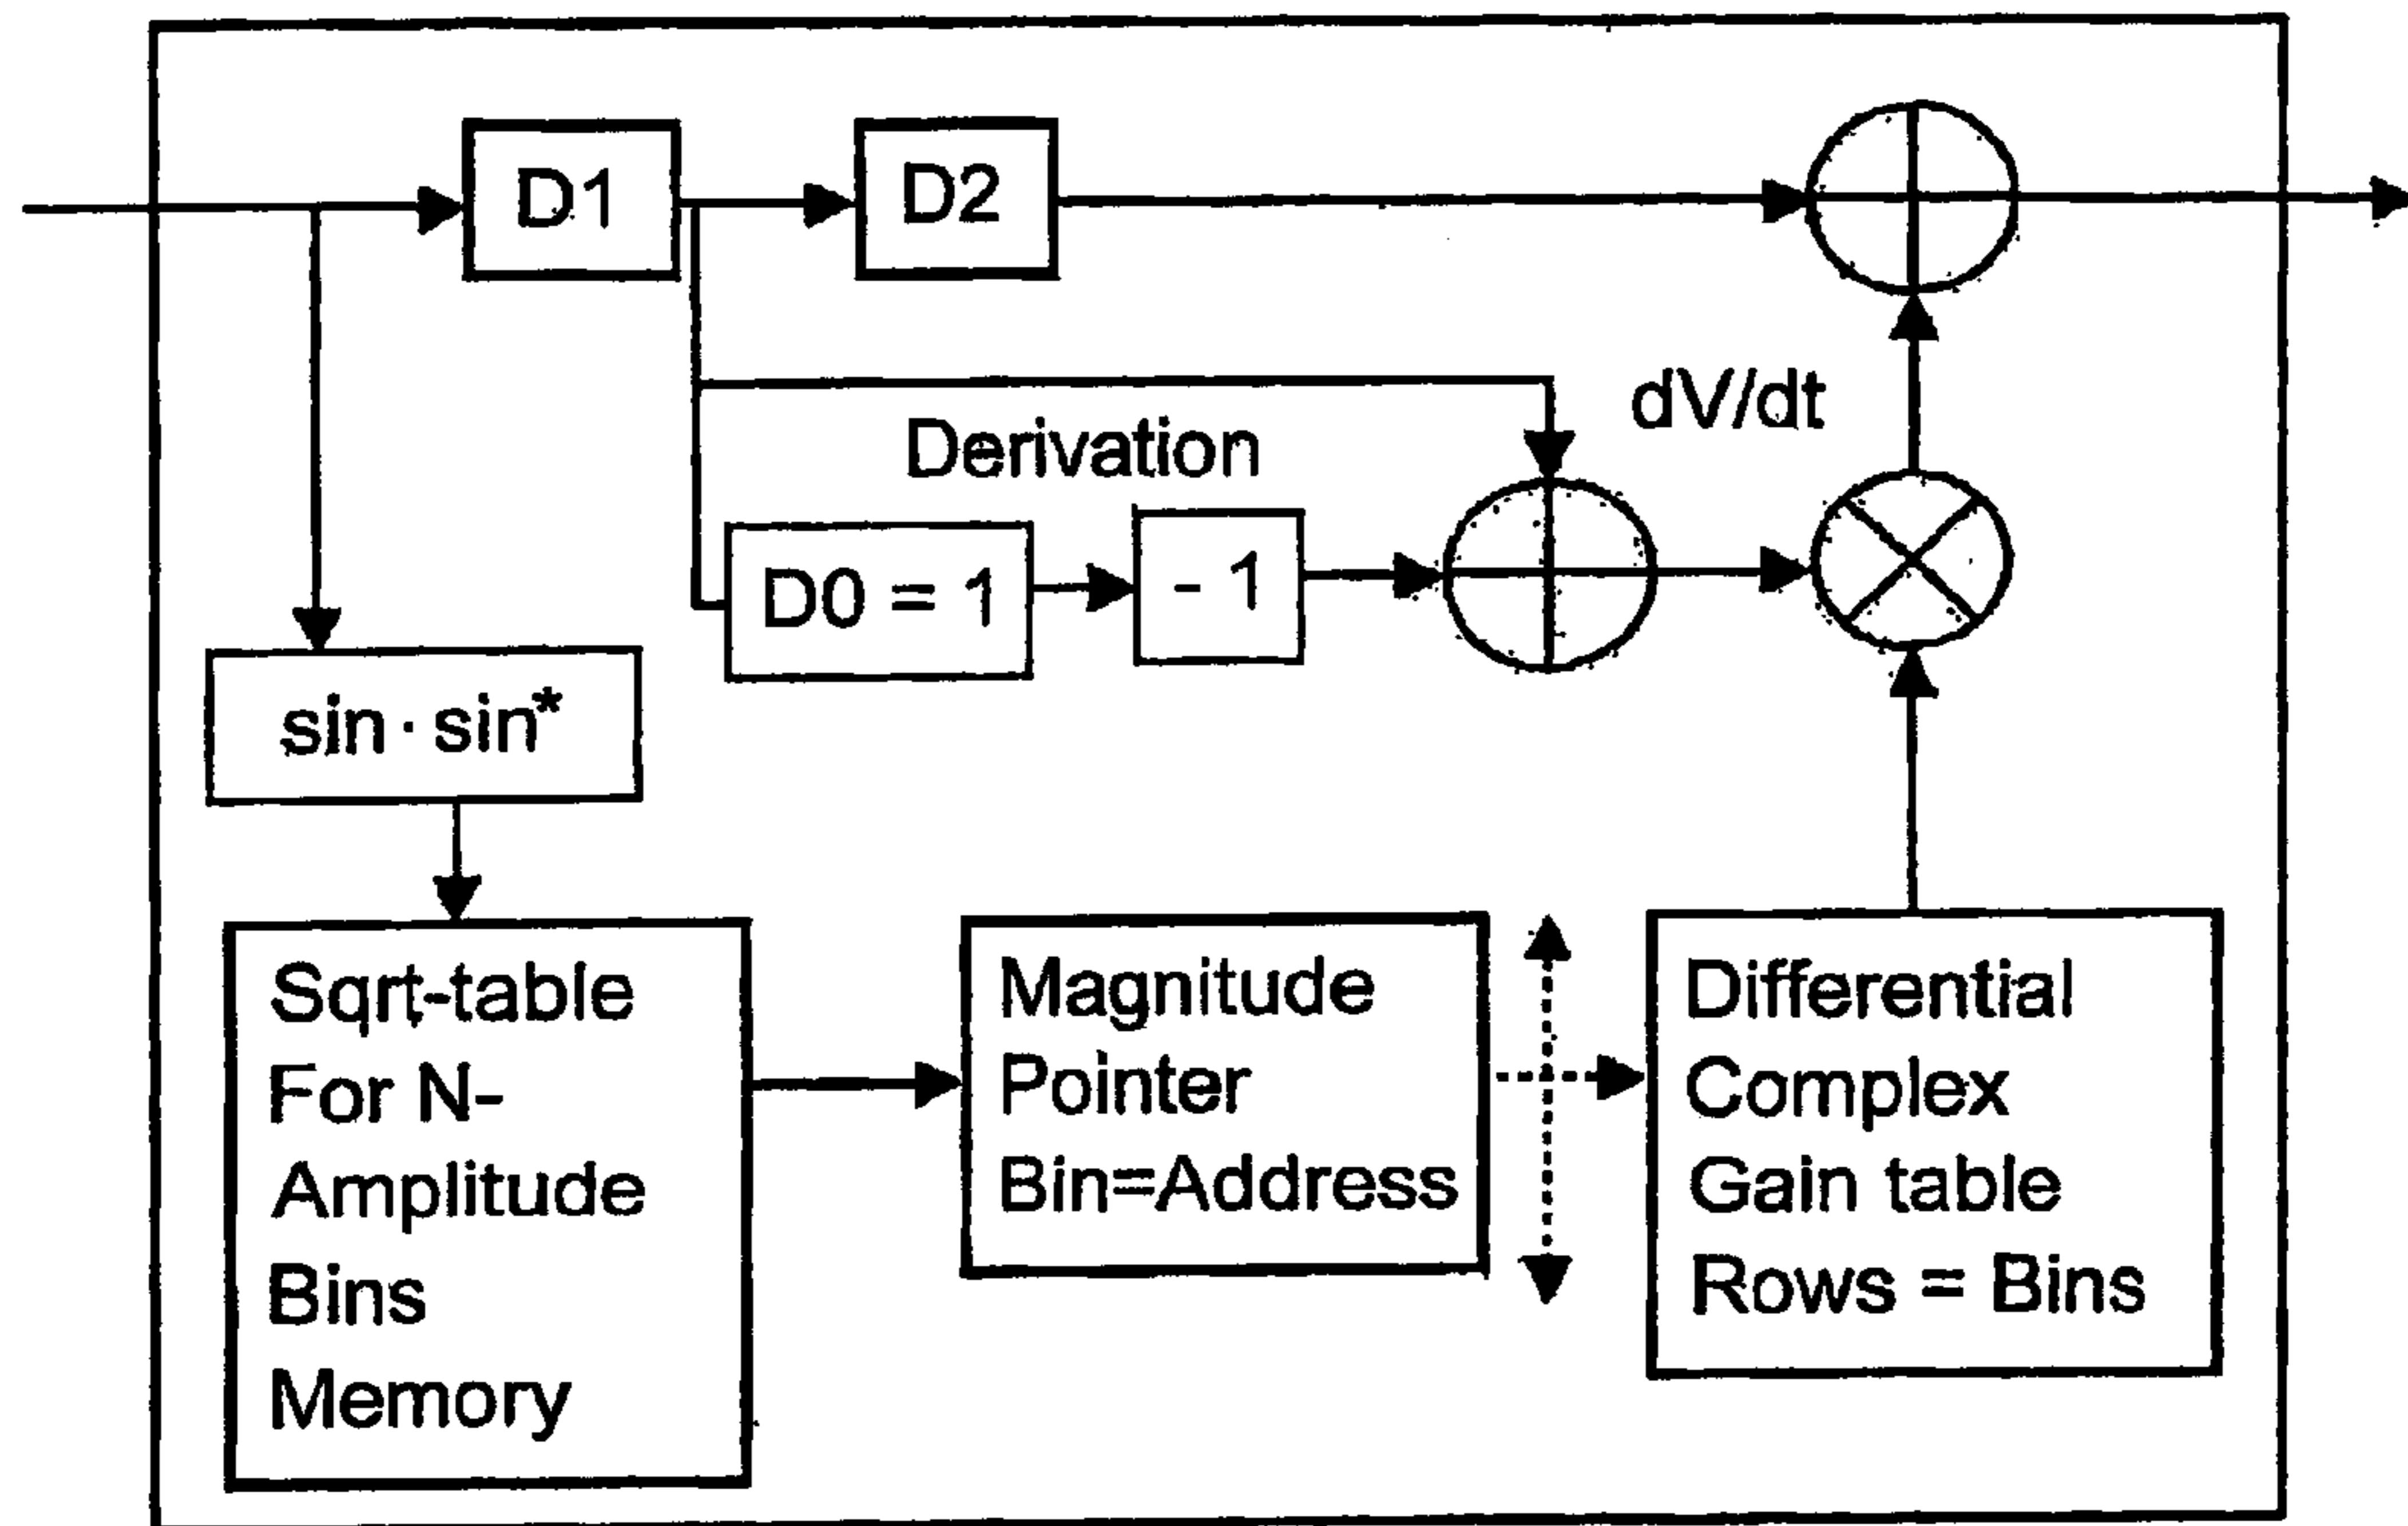 D1
D2
dV/dt
Derivation
D0 = 1
- 1
sin · sin*
Sqrt-table
For N-
Amplitude
Bins
Memory
Magnitude
Pointer
Bin=Address
Differential
Complex
Gain table
Rows = Bins